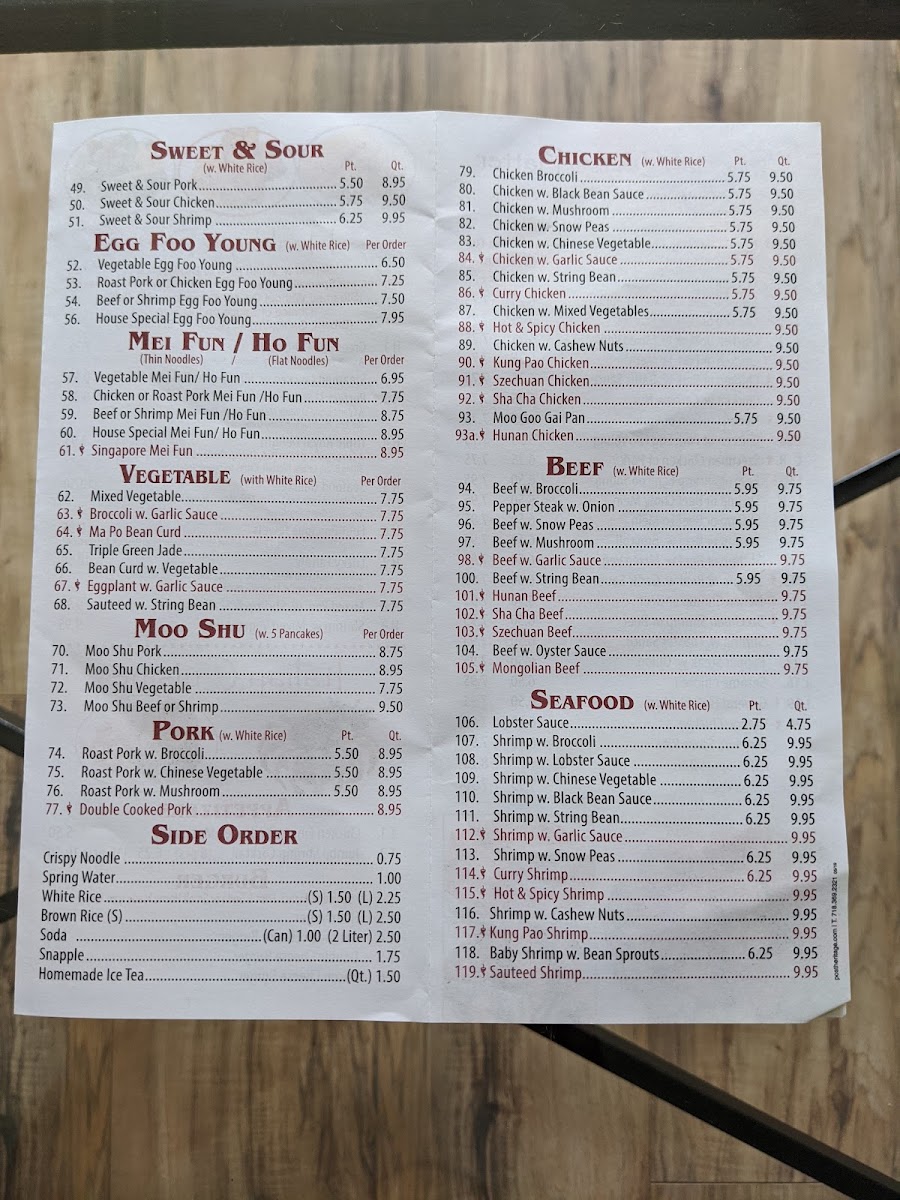 SWEET & SOUR
(w. White Rice) Pt. Qt.
49. Sweet & Sour Pork 5.50 8.95
50. Sweet & Sour Chicken 5.75 9.50
51. Sweet & Sour Shrimp 6.25 9.95
EGG FOO YOUNG (w. White Rice) Per Order
52. Vegetable Egg Foo Young 6.50
53. Roast Pork or Chicken Egg Foo Young 7.25
54. Beef or Shrimp Egg Foo Young 7.50
56. House Special Egg Foo Young 7.95
MEI FUN / HO FUN
(Thin Noodles) / (Flat Noodles) Per Order
57. Vegetable Mei Fun/ Ho Fun 6.95
58. Chicken or Roast Pork Mei Fun /Ho Fun 7.75
59. Beef or Shrimp Mei Fun /Ho Fun 8.75
60. House Special Mei Fun/ Ho Fun 8.95
61. Singapore Mei Fun 8.95
VEGETABLE (with White Rice) Per Order
62. Mixed Vegetable 7.75
63. Broccoli w. Garlic Sauce 7.75
64. Ma Po Bean Curd 7.75
65. Triple Green Jade 7.75
66. Bean Curd w. Vegetable 7.75
67. Eggplant w. Garlic Sauce 7.75
68. Sauteed w. String Bean 7.75
MOO SHU (w. 5 Pancakes) Per Order
70. Moo Shu Pork 8.75
71. Moo Shu Chicken 8.95
72. Moo Shu Vegetable 7.75
73. Moo Shu Beef or Shrimp 9.50
PORK (w. White Rice) Pt. Qt.
74. Roast Pork w. Broccoli 5.50 8.95
75. Roast Pork w. Chinese Vegetable 5.50 8.95
76. Roast Pork w. Mushroom 5.50 8.95
77. Double Cooked Pork 8.95
SIDE ORDER
Crispy Noodle 0.75
Spring Water 1.00
White Rice (S) 1.50 (L) 2.25
Brown Rice (S) (S) 1.50 (L) 2.50
Soda (Can) 1.00 (2 Liter) 2.50
Snapple 1.75
Homemade Ice Tea (Qt.) 1.50
CHICKEN (w. White Rice) Pt. Qt.
79. Chicken Broccoli 5.75 9.50
80. Chicken w. Black Bean Sauce 5.75 9.50
81. Chicken w. Mushroom 5.75 9.50
82. Chicken w. Snow Peas 5.75 9.50
83. Chicken w. Chinese Vegetable 5.75 9.50
84. Chicken w. Garlic Sauce 5.75 9.50
85. Chicken w. String Bean 5.75 9.50
86. Curry Chicken 5.75 9.50
87. Chicken w. Mixed Vegetables 5.75 9.50
88. Hot & Spicy Chicken 9.50
89. Chicken w. Cashew Nuts 9.50
90. Kung Pao Chicken 9.50
91. Szechuan Chicken 9.50
92. Sha Cha Chicken 9.50
93. Moo Goo Gai Pan 5.75 9.50
93a. Hunan Chicken 9.50
BEEF (w. White Rice) Pt. Qt.
94. Beef w. Broccoli 5.95 9.75
95. Pepper Steak w. Onion 5.95 9.75
96. Beef w. Snow Peas 5.95 9.75
97. Beef w. Mushroom 5.95 9.75
98. Beef w. Garlic Sauce 9.75
100. Beef w. String Bean 5.95 9.75
101. Hunan Beef 9.75
102. Sha Cha Beef 9.75
103. Szechuan Beef 9.75
104. Beef w. Oyster Sauce 9.75
105. Mongolian Beef 9.75
SEAFOOD (w. White Rice) Pt. Qt.
106. Lobster Sauce 2.75 4.75
107. Shrimp w. Broccoli 6.25 9.95
108. Shrimp w. Lobster Sauce 6.25 9.95
109. Shrimp w. Chinese Vegetable 6.25 9.95
110. Shrimp w. Black Bean Sauce 6.25 9.95
111. Shrimp w. String Bean 6.25 9.95
112. Shrimp w. Garlic Sauce 9.95
113. Shrimp w. Snow Peas 6.25 9.95
114. Curry Shrimp 6.25 9.95
115. Hot & Spicy Shrimp 9.95
116. Shrimp w. Cashew Nuts 9.95
117. Kung Pao Shrimp 9.95
118. Baby Shrimp w. Bean Sprouts 6.25 9.95
119. Sauteed Shrimp 9.95
postheritage.com | T. 718.369.2321